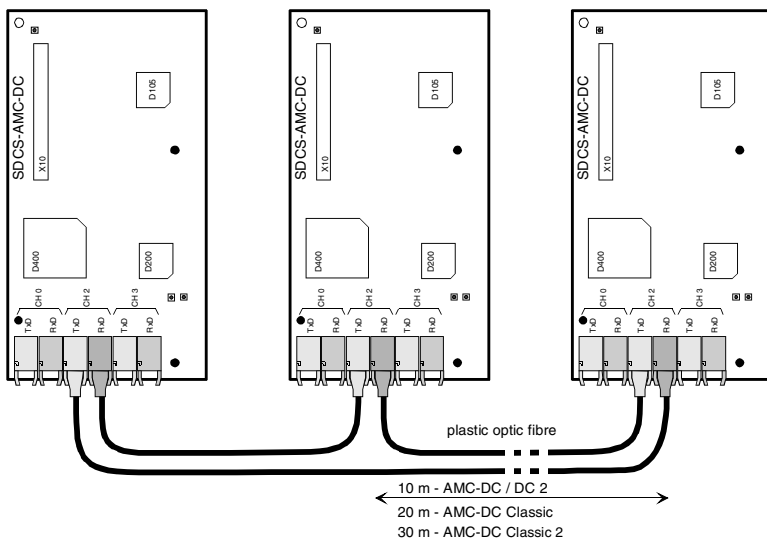 SDCS-AMC-DC
X10
D105
D400
D200
CH 0
CH 2
CH 3
TxD
RxD
TxD
RxD
TxD
RxD
SDCS-AMC-DC
X10
D105
D400
D200
CH 0
CH 2
CH 3
TxD
RxD
TxD
RxD
TxD
RxD
SDCS-AMC-DC
X10
D105
D400
D200
CH 0
CH 2
CH 3
TxD
RxD
TxD
RxD
TxD
RxD
plastic optic fibre
10 m - AMC-DC / DC 2
20 m - AMC-DC Classic
30 m - AMC-DC Classic 2